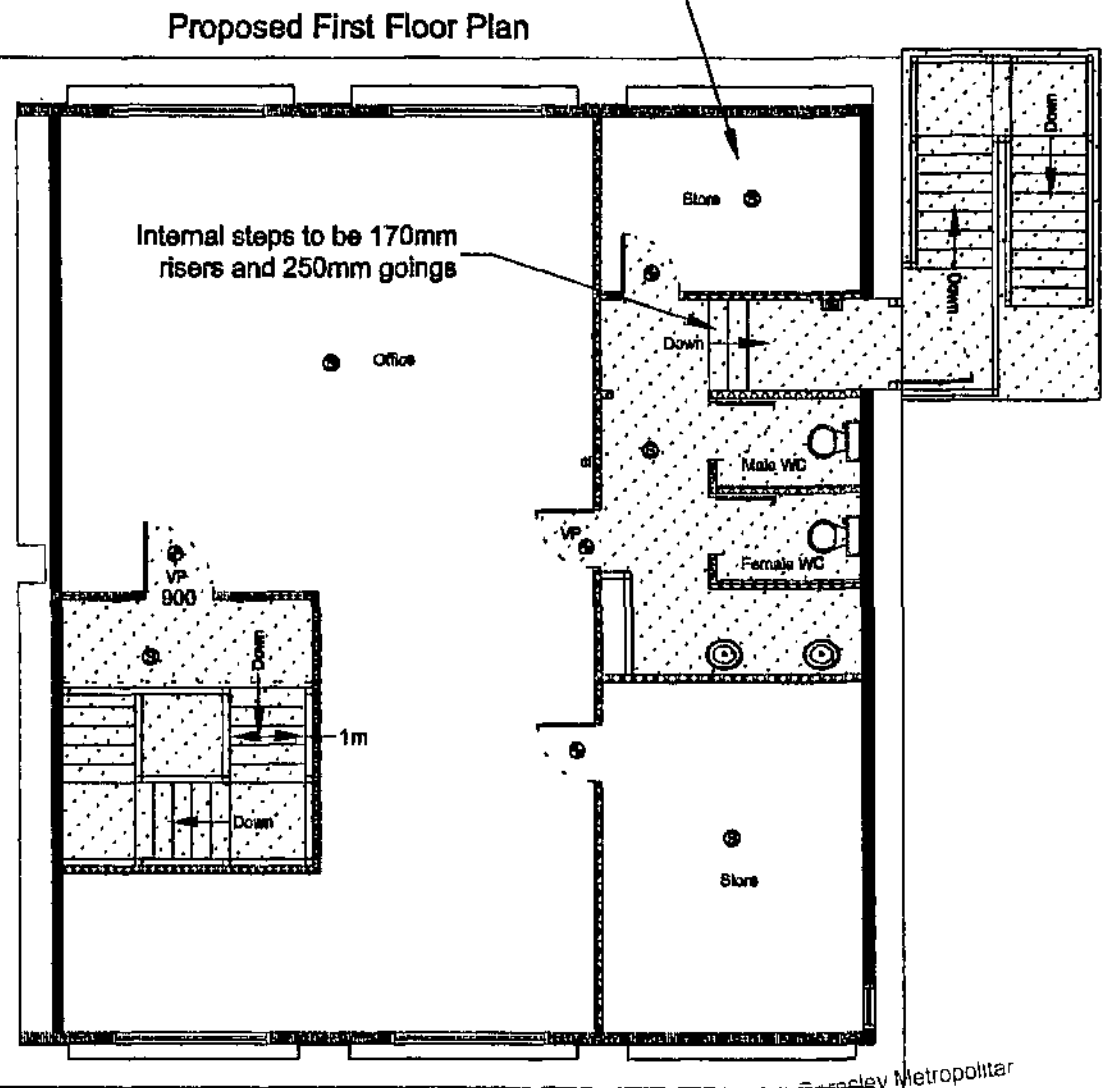 Proposed First Floor Plan
Down
Store
Internal steps to be 170mm
risers and 250mm goings
Down
Down
Office
Male WC
VP
Female WC
VP
900
Down
1m
Down
Store
Metropolitar